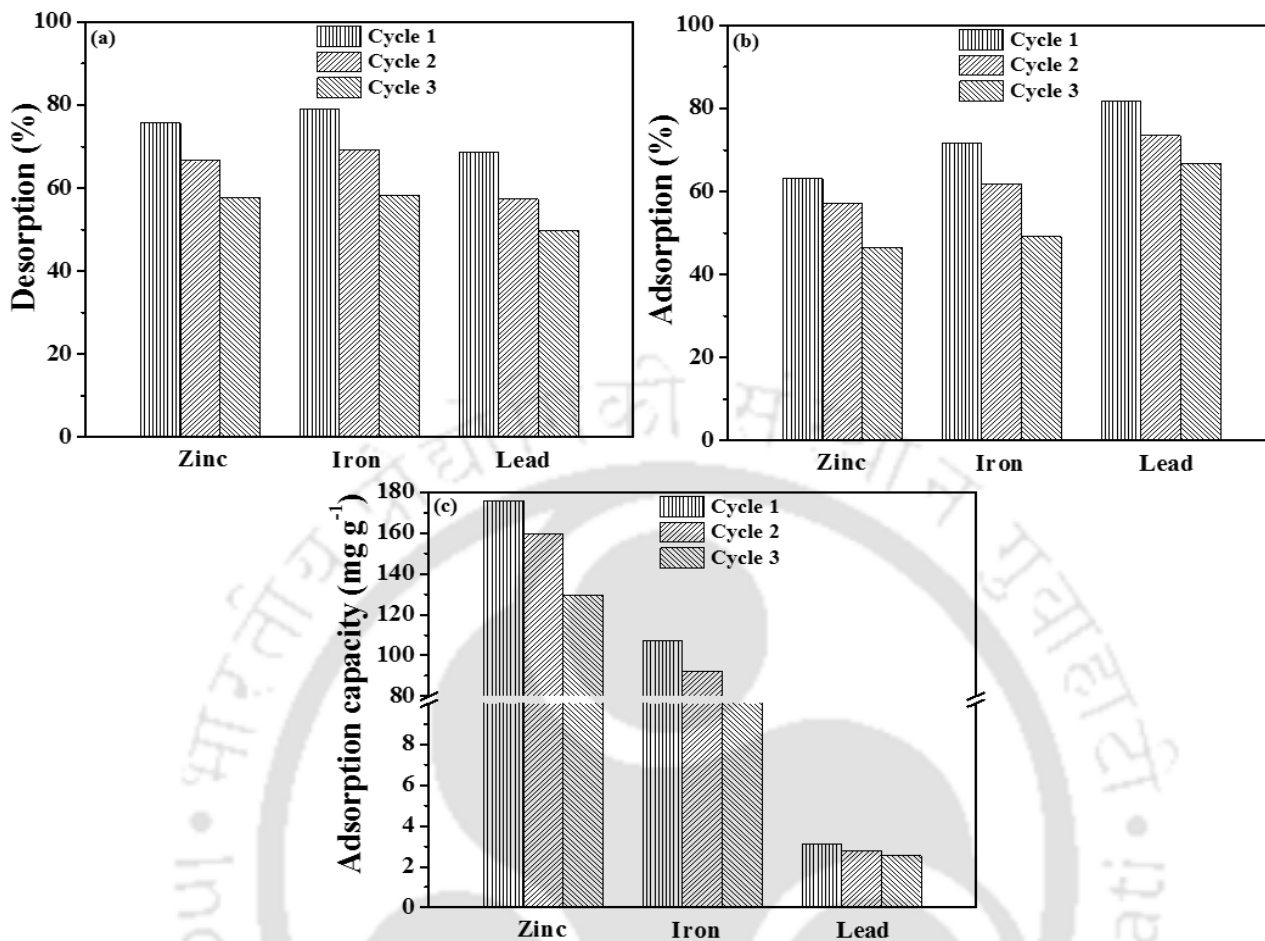 100
80
60
40
20
0
Desorption (%)
(a)
Cycle 1
Cycle 2
Cycle 3
Zinc
Iron
Lead
100
80
60
40
20
0
Adsorption (%)
(b)
Cycle 1
Cycle 2
Cycle 3
Zinc
Iron
Lead
180
160
140
120
100
80
8
6
4
2
0
Adsorption capacity (mg g⁻¹)
(c)
Cycle 1
Cycle 2
Cycle 3
Zinc
Iron
Lead